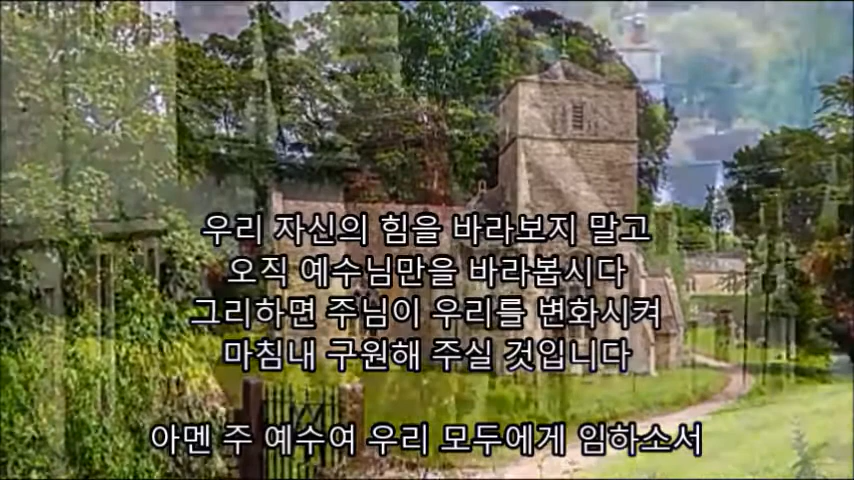 우리 자신의 힘을 바라보지 말고
오직 예수님만을 바라봅시다
그리하면 주님이 우리를 변화시켜
마침내 구원해 주실 것입니다
아멘 주 예수여 우리 모두에게 임하소서